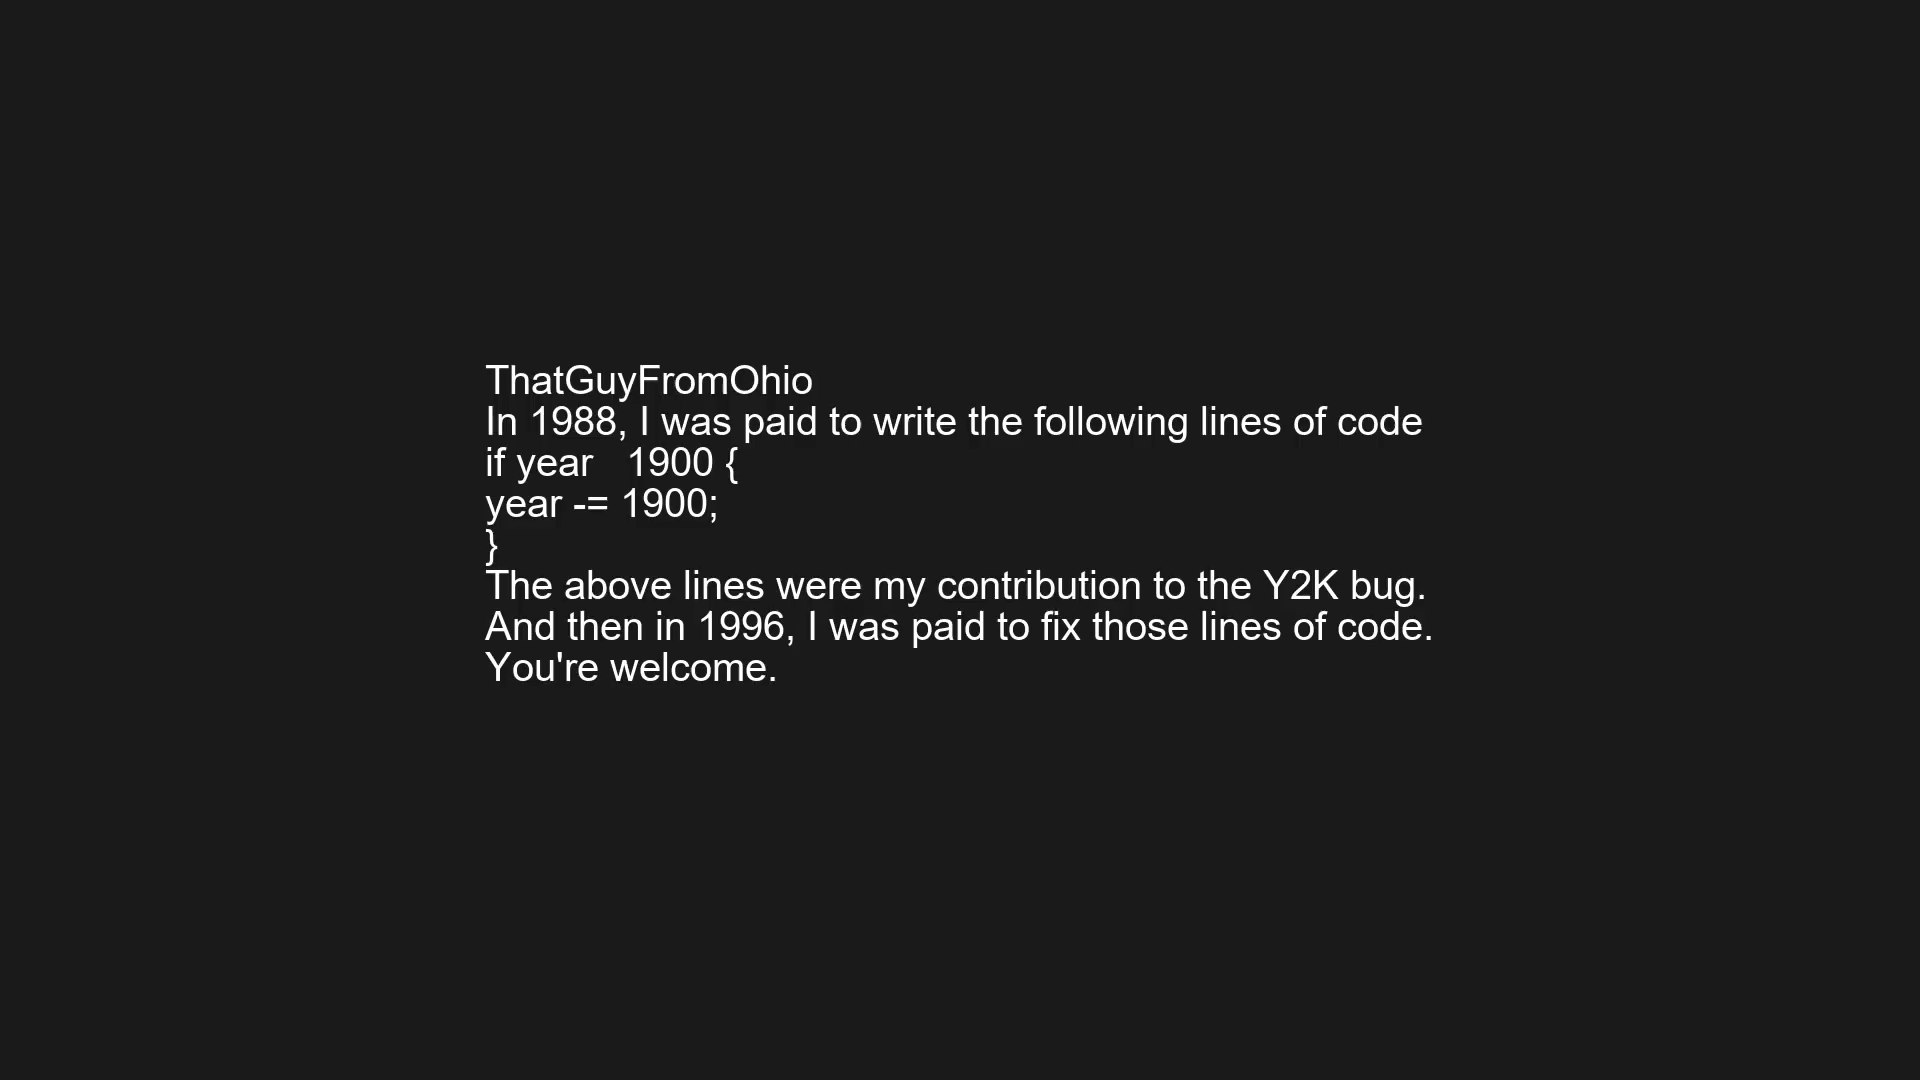 ThatGuyFromOhio
In 1988, I was paid to write the following lines of code
if year   1900 {
year -= 1900;
}
The above lines were my contribution to the Y2K bug.
And then in 1996, I was paid to fix those lines of code.
You're welcome.